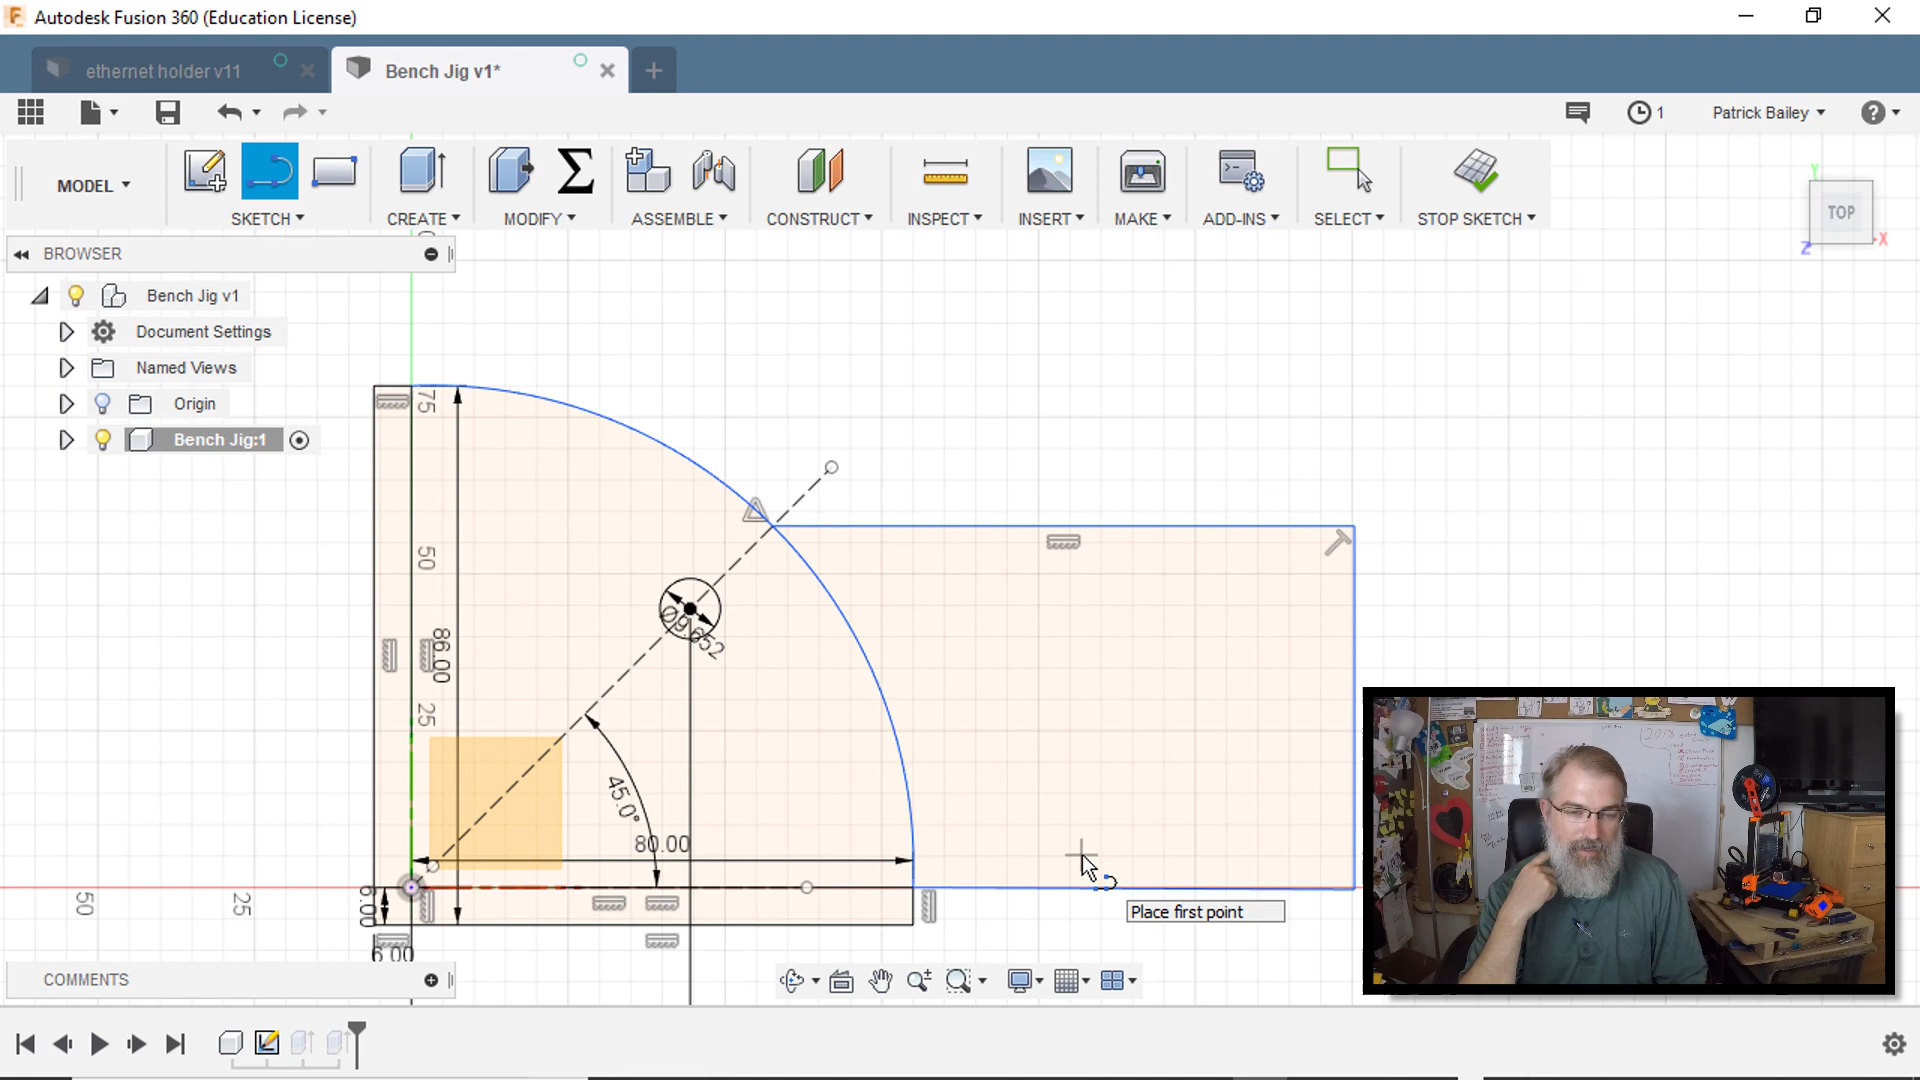 Autodesk Fusion 360 (Education License)
ethernet holder v11
Bench Jig v1*
1
Patrick Bailey
MODEL
SKETCH
CREATE
MODIFY
ASSEMBLE
CONSTRUCT
INSPECT
INSERT
MAKE
ADD-INS
SELECT
STOP SKETCH
TOP
Y
X
Z
BROWSER
Bench Jig v1
Document Settings
Named Views
Origin
Bench Jig:1
75
50
25
86.00
Ø9.652
45.0°
80.00
6.00
6.00
50
25
Place first point
COMMENTS
2018